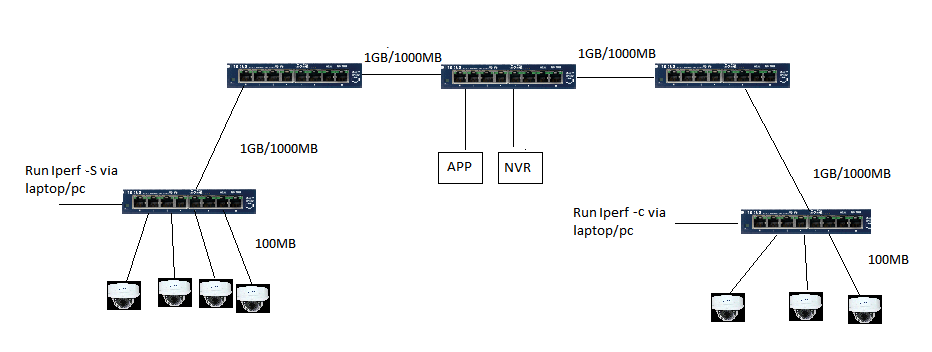 1GB/1000MB
1GB/1000MB
1GB/1000MB
APP
NVR
Run Iperf -S via
laptop/pc
1GB/1000MB
Run Iperf -c via
laptop/pc
100MB
100MB